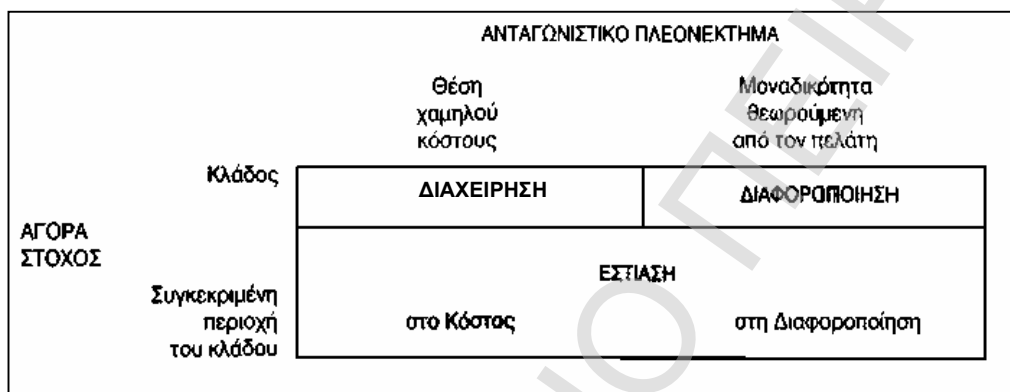 ΑΝΤΑΓΩΝΙΣΤΙΚΟ ΠΛΕΟΝΕΚΤΗΜΑ
Θέση
χαμηλού
κόστους
Μοναδικότητα
θεωρούμενη
από τον πελάτη
Κλάδος
ΔΙΑΧΕΙΡΗΣΗ
ΔΙΑΦΟΡΟΠΟΙΗΣΗ
ΑΓΟΡΑ
ΣΤΟΧΟΣ
ΕΣΤΙΑΣΗ
Συγκεκριμένη
περιοχή
του κλάδου
στο Κόστος
στη Διαφοροποίηση